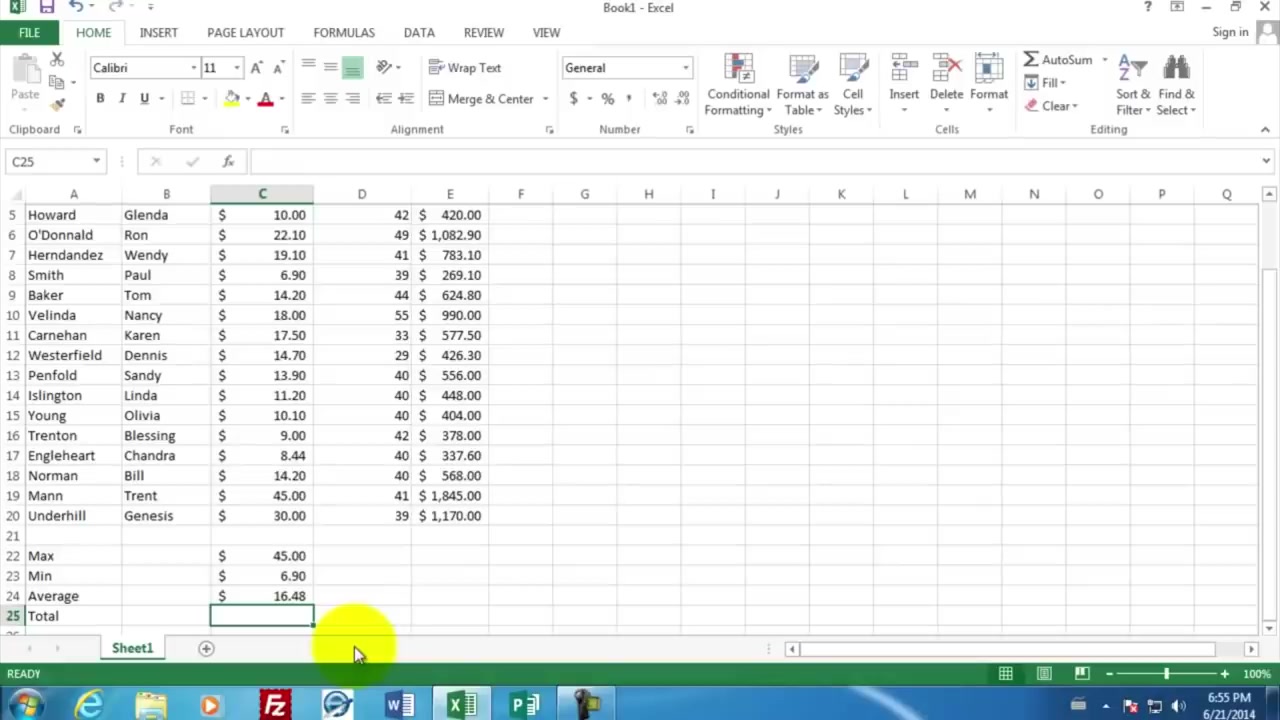 Book1 - Excel
?
FILE HOME INSERT PAGE LAYOUT FORMULAS DATA REVIEW VIEW Sign in
Paste Calibri 11 A A Wrap Text General Conditional Formatting Format as Table Cell Styles Insert Delete Format AutoSum Sort & Filter Find & Select
B I U A Merge & Center $ % , Fill
Clear
Clipboard Font Alignment Number Styles Cells Editing
C25 fx
A B C D E F G H I J K L M N O P Q
5 Howard Glenda $ 10.00 42 $ 420.00
6 O'Donnald Ron $ 22.10 49 $ 1,082.90
7 Herndandez Wendy $ 19.10 41 $ 783.10
8 Smith Paul $ 6.90 39 $ 269.10
9 Baker Tom $ 14.20 44 $ 624.80
10 Velinda Nancy $ 18.00 55 $ 990.00
11 Carnehan Karen $ 17.50 33 $ 577.50
12 Westerfield Dennis $ 14.70 29 $ 426.30
13 Penfold Sandy $ 13.90 40 $ 556.00
14 Islington Linda $ 11.20 40 $ 448.00
15 Young Olivia $ 10.10 40 $ 404.00
16 Trenton Blessing $ 9.00 42 $ 378.00
17 Engleheart Chandra $ 8.44 40 $ 337.60
18 Norman Bill $ 14.20 40 $ 568.00
19 Mann Trent $ 45.00 41 $ 1,845.00
20 Underhill Genesis $ 30.00 39 $ 1,170.00
21
22 Max $ 45.00
23 Min $ 6.90
24 Average $ 16.48
25 Total
Sheet1
READY 100%
6:55 PM
6/21/2014